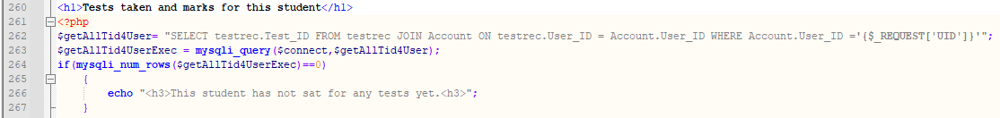 260 <h1>Tests taken and marks for this student</h1>
261 <?php
262 $getAllTid4User= "SELECT testrec.Test_ID FROM testrec JOIN Account ON testrec.User_ID = Account.User_ID WHERE Account.User_ID ='{$_REQUEST['UID']}'";
263 $getAllTid4UserExec = mysqli_query($connect,$getAllTid4User);
264 if(mysqli_num_rows($getAllTid4UserExec)==0)
265 {
266 echo "<h3>This student has not sat for any tests yet.<h3>";
267 }